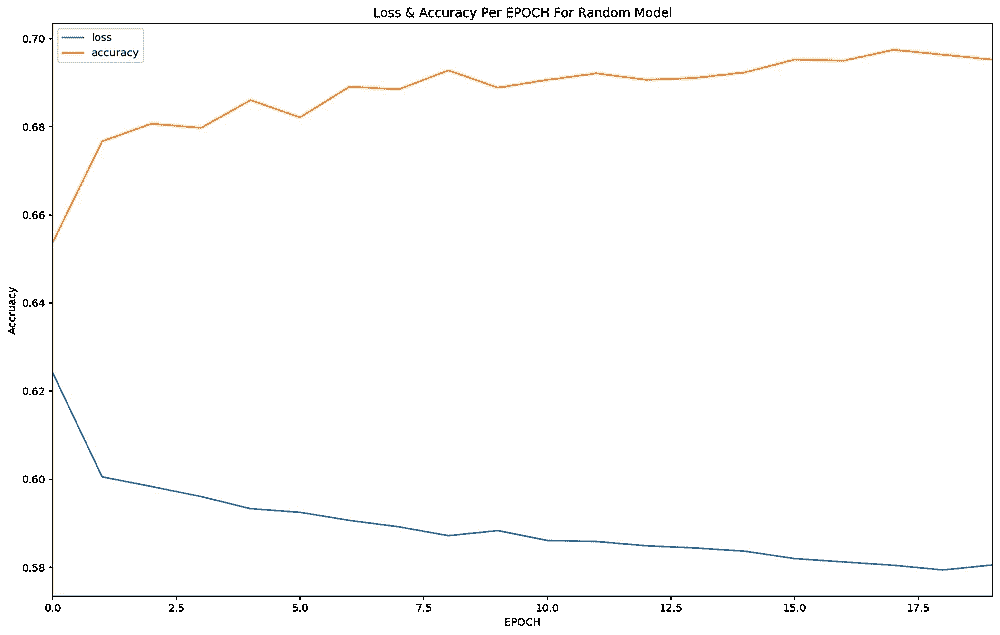 Loss & Accuracy Per EPOCH For Random Model
loss
accuracy
0.70
0.68
0.66
0.64
0.62
0.60
0.58
Accruacy
0.0 2.5 5.0 7.5 10.0 12.5 15.0 17.5
EPOCH